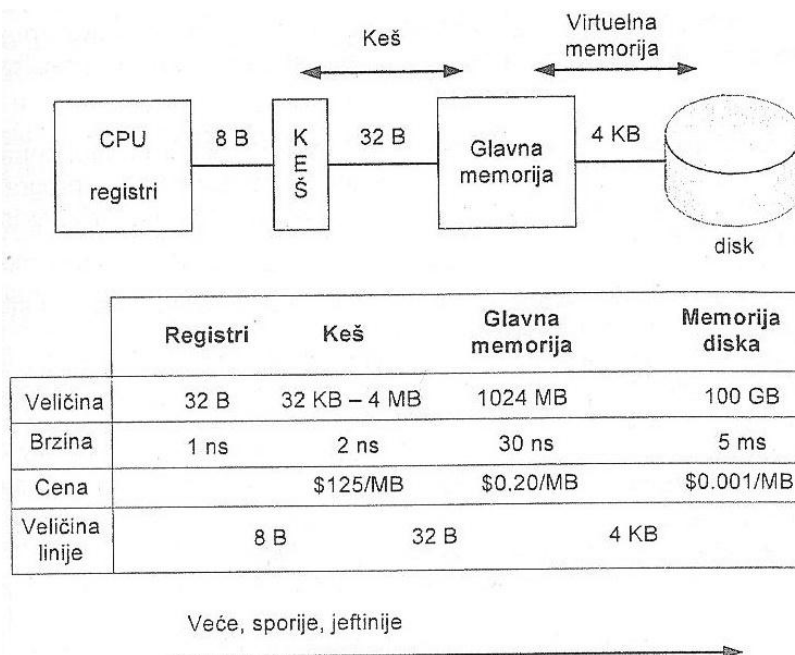 Keš
Virtuelna
memorija
CPU
registri
8 B
K
E
Š
32 B
Glavna
memorija
4 KB
disk
Registri Keš Glavna memorija Memorija diska
Veličina 32 B 32 KB – 4 MB 1024 MB 100 GB
Brzina 1 ns 2 ns 30 ns 5 ms
Cena $125/MB $0.20/MB $0.001/MB
Veličina linije 8 B 32 B 4 KB
Veće, sporije, jeftinije